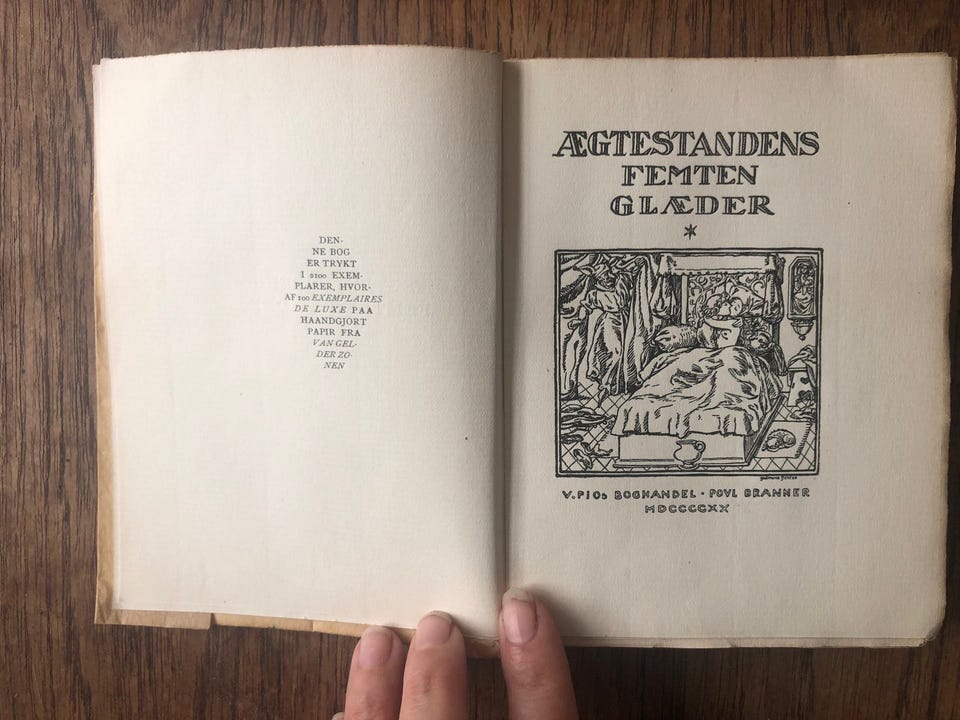 DEN-
NE BOG
ER TRYKT
I 2100 EXEM-
PLARER, HVOR-
AF 100 EXEMPLAIRES
DE LUXE PAA
HAANDGJORT
PAPIR FRA
VAN GEL-
DER ZO-
NEN
ÆGTESTANDENS
FEMTEN
GLÆDER
*
V. PIOs BOGHANDEL · POVL BRANNER
MDCCCCXX